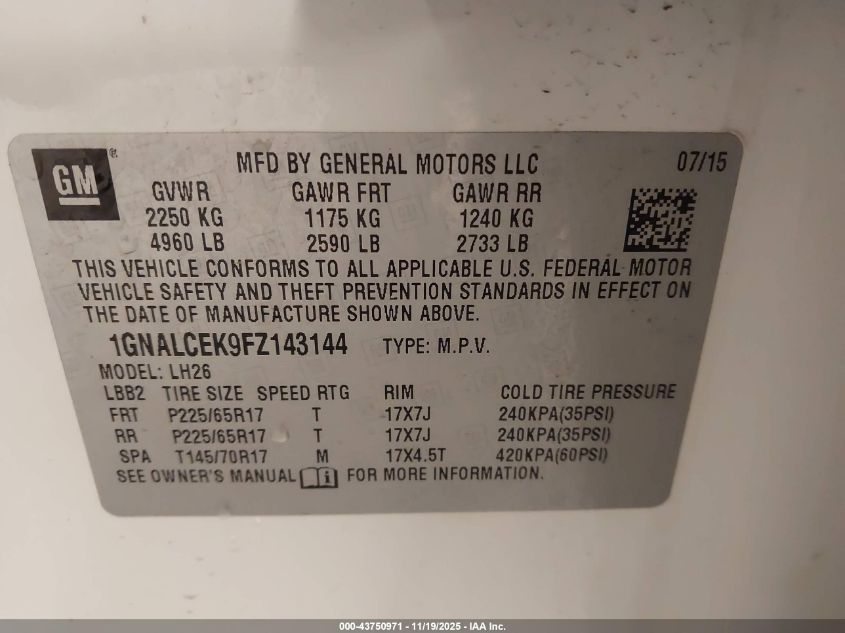 GM®
MFD BY GENERAL MOTORS LLC 07/15
GVWR GAWR FRT GAWR RR
2250 KG 1175 KG 1240 KG
4960 LB 2590 LB 2733 LB
THIS VEHICLE CONFORMS TO ALL APPLICABLE U.S. FEDERAL MOTOR
VEHICLE SAFETY AND THEFT PREVENTION STANDARDS IN EFFECT ON
THE DATE OF MANUFACTURE SHOWN ABOVE.
1GNALCEK9FZ143144 TYPE: M.P.V.
MODEL: LH26
LBB2 TIRE SIZE SPEED RTG RIM COLD TIRE PRESSURE
FRT P225/65R17 T 17X7J 240KPA(35PSI)
RR P225/65R17 T 17X7J 240KPA(35PSI)
SPA T145/70R17 M 17X4.5T 420KPA(60PSI)
SEE OWNER'S MANUAL i FOR MORE INFORMATION.
000-43750971 - 11/19/2025 - IAA Inc.